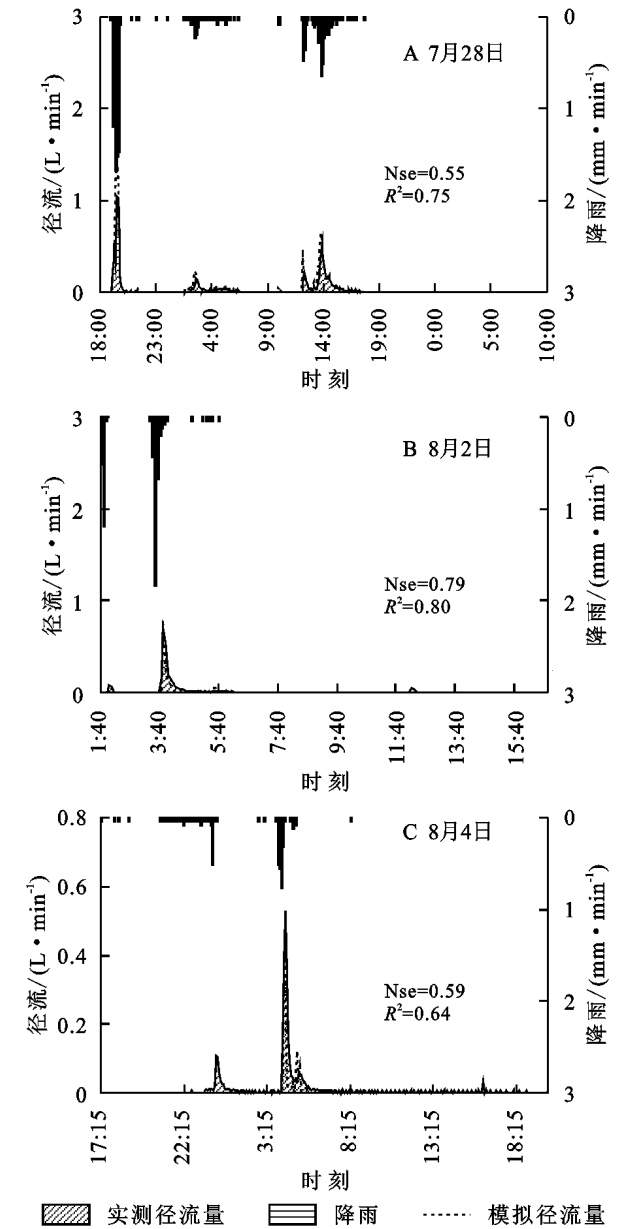 A 7月28日
Nse=0.55
R²=0.75
径流/(L·min⁻¹)
3
2
1
0
降雨/(mm·min⁻¹)
0
1
2
3
18:00 23:00 4:00 9:00 14:00 19:00 0:00 5:00 10:00
时刻
B 8月2日
Nse=0.79
R²=0.80
径流/(L·min⁻¹)
3
2
1
0
降雨/(mm·min⁻¹)
0
1
2
3
1:40 3:40 5:40 7:40 9:40 11:40 13:40 15:40
时刻
C 8月4日
Nse=0.59
R²=0.64
径流/(L·min⁻¹)
0.8
0.6
0.4
0.2
0
降雨/(mm·min⁻¹)
0
1
2
3
17:15 22:15 3:15 8:15 13:15 18:15
时刻
实测径流量 降雨 模拟径流量